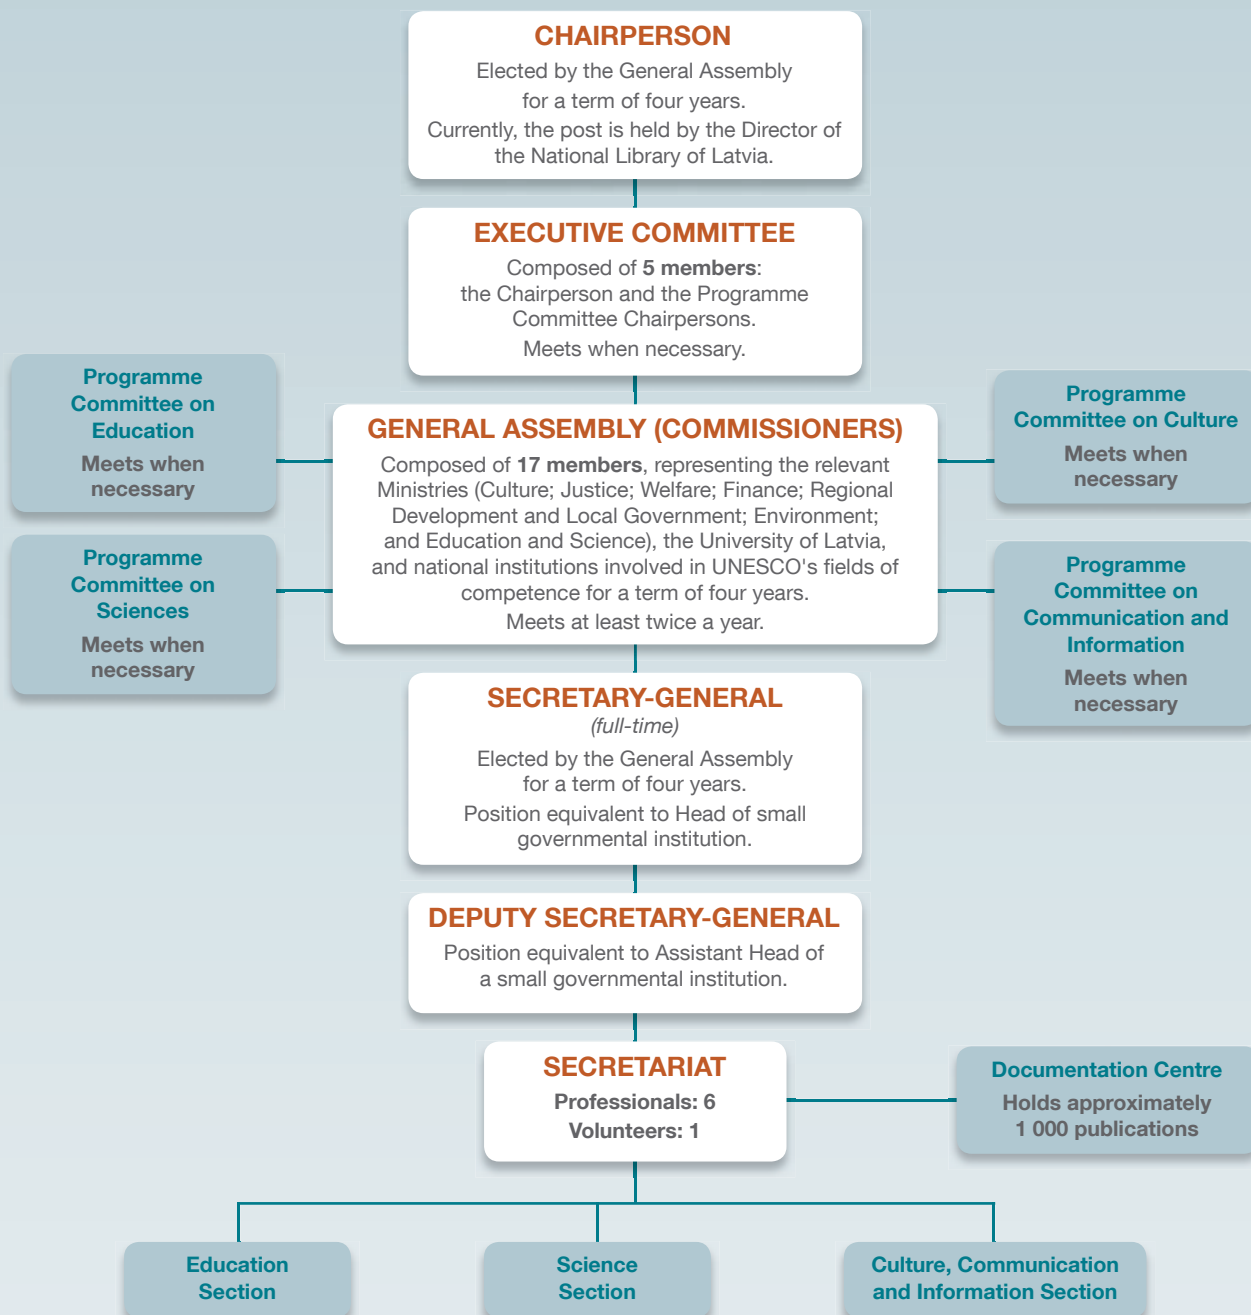 CHAIRPERSON
Elected by the General Assembly
for a term of four years.
Currently, the post is held by the Director of
the National Library of Latvia.
EXECUTIVE COMMITTEE
Composed of 5 members:
the Chairperson and the Programme
Committee Chairpersons.
Meets when necessary.
Programme
Committee on
Education
Meets when
necessary
Programme
Committee on
Sciences
Meets when
necessary
GENERAL ASSEMBLY (COMMISSIONERS)
Composed of 17 members, representing the relevant
Ministries (Culture; Justice; Welfare; Finance; Regional
Development and Local Government; Environment;
and Education and Science), the University of Latvia,
and national institutions involved in UNESCO's fields of
competence for a term of four years.
Meets at least twice a year.
Programme
Committee on Culture
Meets when
necessary
Programme
Committee on
Communication and
Information
Meets when
necessary
SECRETARY-GENERAL
(full-time)
Elected by the General Assembly
for a term of four years.
Position equivalent to Head of small
governmental institution.
DEPUTY SECRETARY-GENERAL
Position equivalent to Assistant Head of
a small governmental institution.
SECRETARIAT
Professionals: 6
Volunteers: 1
Documentation Centre
Holds approximately
1 000 publications
Education
Section
Science
Section
Culture, Communication
and Information Section